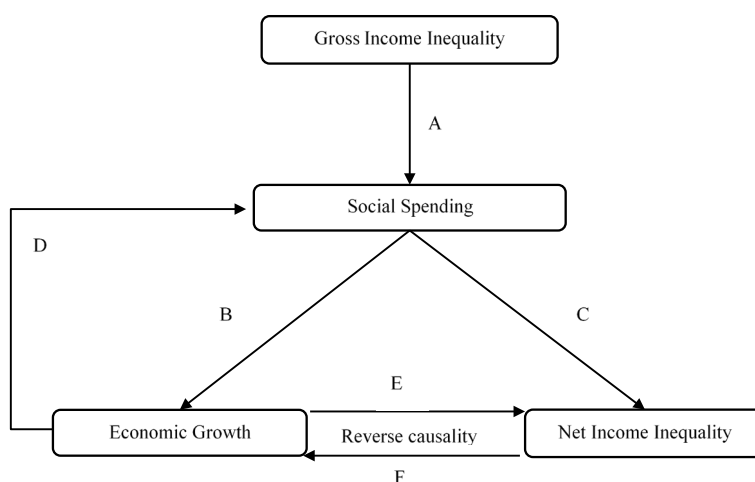 Gross Income Inequality
A
Social Spending
D
B
C
E
Economic Growth
Reverse causality
Net Income Inequality
F